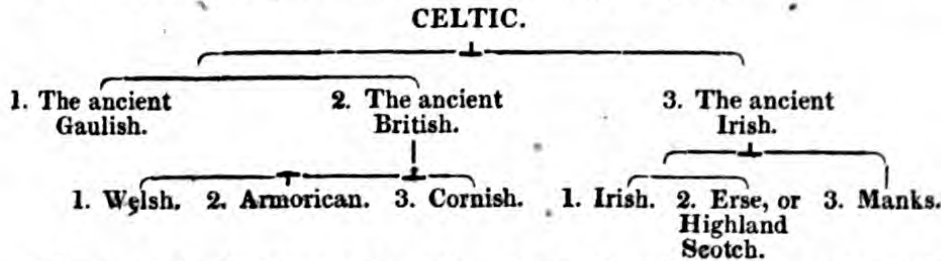 CELTIC.
1. The ancient Gaulish.
2. The ancient British.
3. The ancient Irish.
1. Welsh. 2. Armorican. 3. Cornish. 1. Irish. 2. Erse, or Highland Scotch. 3. Manks.